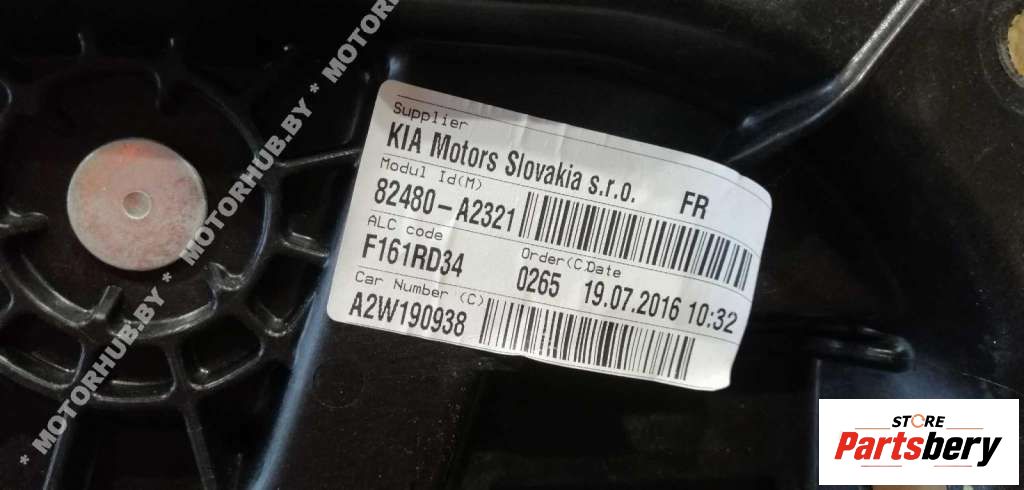 Supplier
KIA Motors Slovakia s.r.o. FR
Modul Id(M)
82480-A2321
ALC code Order(C)Date
F161RD34 0265 19.07.2016 10:32
Car Number (C)
A2W190938
* MOTORHUB.BY * MOTORHUB.BY * MOTORHUB
* MOTORHUB.BY * MOTORHUB.BY * MOTOR
STORE
Partsbery